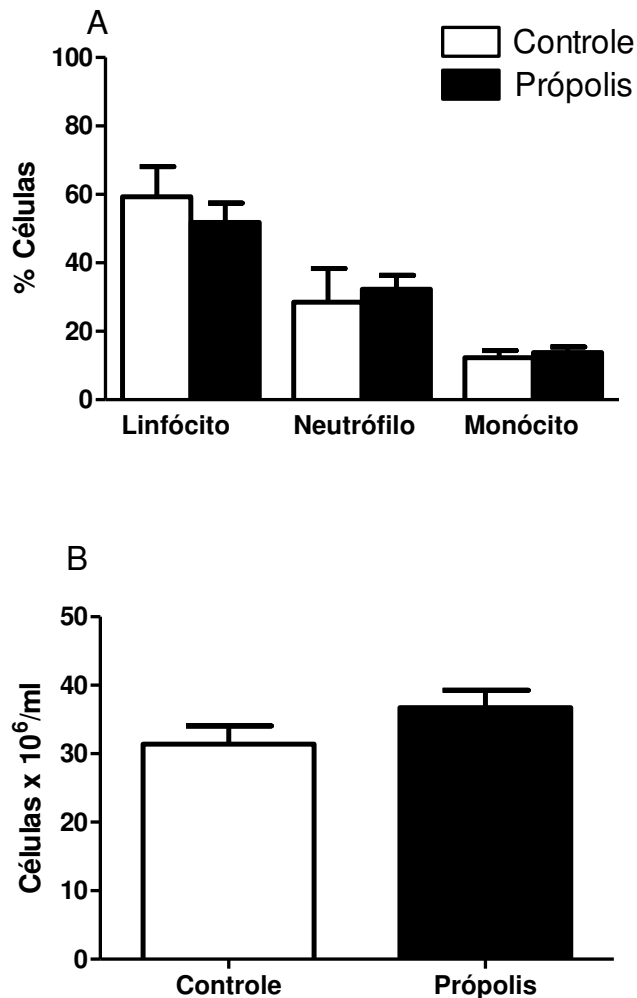 A
Controle
Própolis
100
80
60
40
20
0
% Células
Linfócito Neutrófilo Monócito
B
50
40
30
20
10
0
Células x 10⁶/ml
Controle Própolis